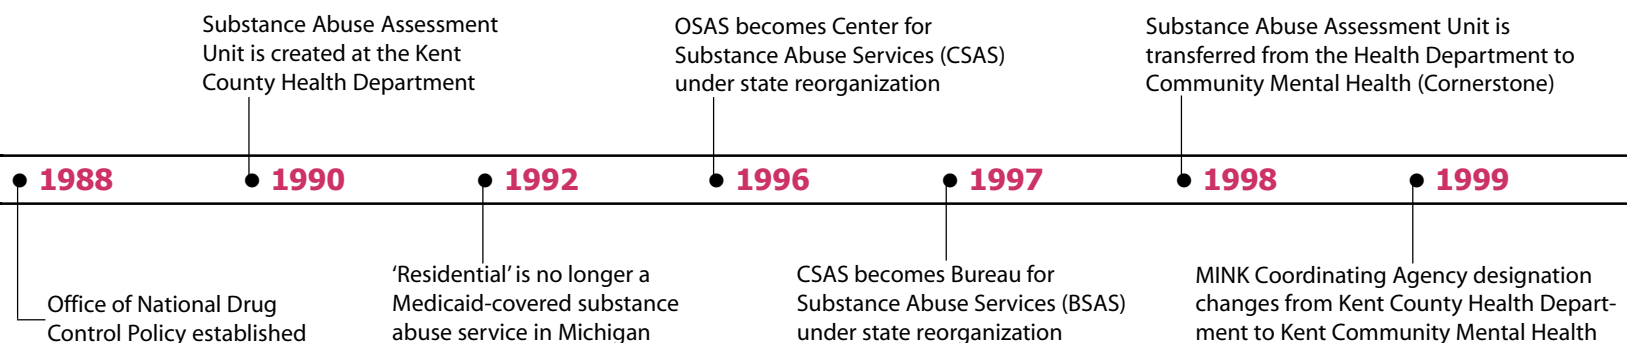 Substance Abuse Assessment
Unit is created at the Kent
County Health Department
OSAS becomes Center for
Substance Abuse Services (CSAS)
under state reorganization
Substance Abuse Assessment Unit is
transferred from the Health Department to
Community Mental Health (Cornerstone)
1988 1990 1992 1996 1997 1998 1999
Office of National Drug
Control Policy established
‘Residential’ is no longer a
Medicaid-covered substance
abuse service in Michigan
CSAS becomes Bureau for
Substance Abuse Services (BSAS)
under state reorganization
MINK Coordinating Agency designation
changes from Kent County Health Depart-
ment to Kent Community Mental Health